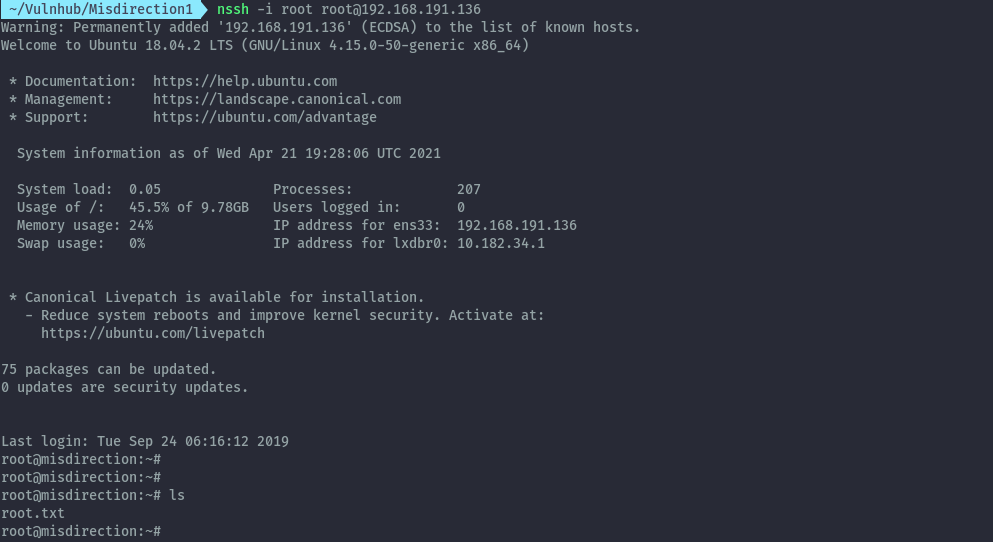 ~/Vulnhub/Misdirection1 nssh -i root root@192.168.191.136
Warning: Permanently added '192.168.191.136' (ECDSA) to the list of known hosts.
Welcome to Ubuntu 18.04.2 LTS (GNU/Linux 4.15.0-50-generic x86_64)
* Documentation:  https://help.ubuntu.com
* Management:     https://landscape.canonical.com
* Support:        https://ubuntu.com/advantage
System information as of Wed Apr 21 19:28:06 UTC 2021
System load:  0.05               Processes:             207
Usage of /:   45.5% of 9.78GB   Users logged in:       0
Memory usage: 24%                IP address for ens33:  192.168.191.136
Swap usage:   0%                 IP address for lxdbr0: 10.182.34.1
* Canonical Livepatch is available for installation.
- Reduce system reboots and improve kernel security. Activate at:
https://ubuntu.com/livepatch
75 packages can be updated.
0 updates are security updates.
Last login: Tue Sep 24 06:16:12 2019
root@misdirection:~#
root@misdirection:~#
root@misdirection:~# ls
root.txt
root@misdirection:~#